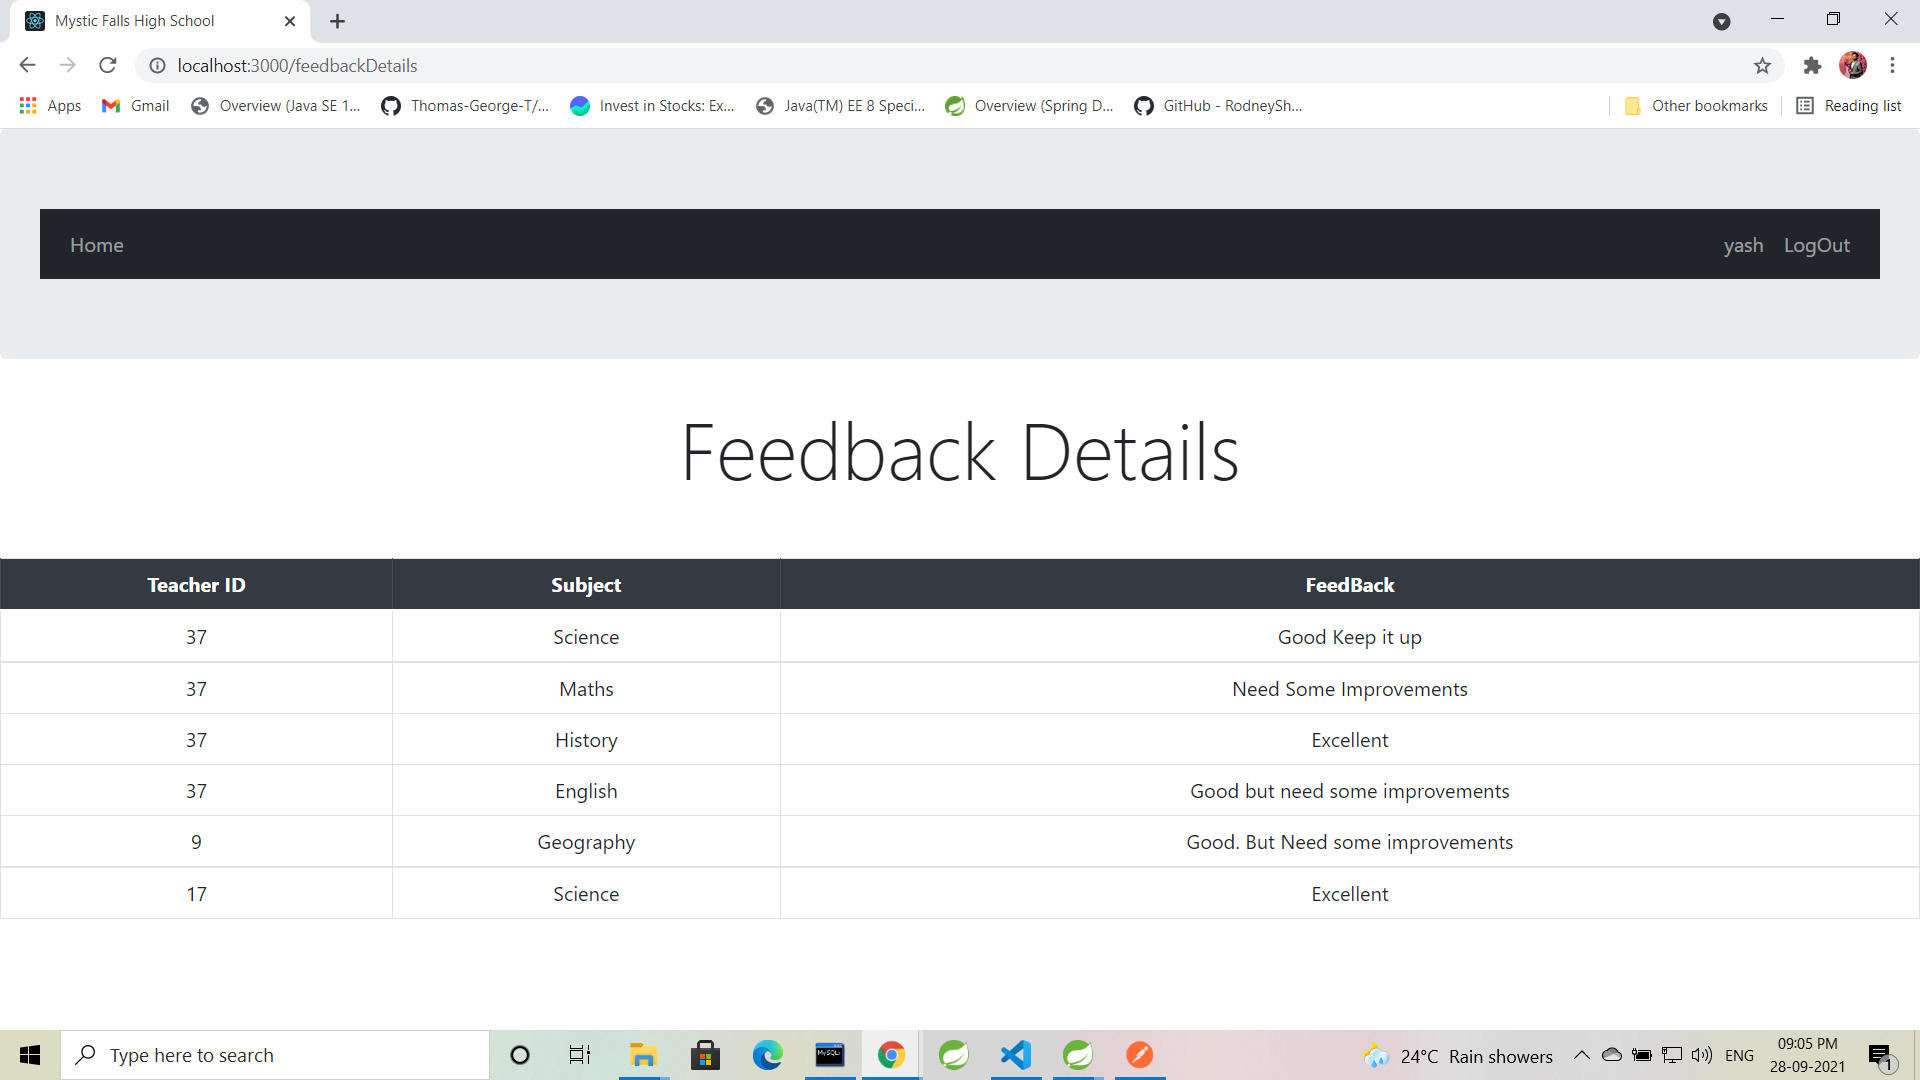 Mystic Falls High School
localhost:3000/feedbackDetails
Apps Gmail Overview (Java SE 1... Thomas-George-T/... Invest in Stocks: Ex... Java(TM) EE 8 Speci... Overview (Spring D... GitHub - RodneySh... Other bookmarks Reading list
Home yash LogOut
Feedback Details
Teacher ID Subject FeedBack
37 Science Good Keep it up
37 Maths Need Some Improvements
37 History Excellent
37 English Good but need some improvements
9 Geography Good. But Need some improvements
17 Science Excellent
Type here to search MySQL 24°C Rain showers ENG 09:05 PM
28-09-2021 1